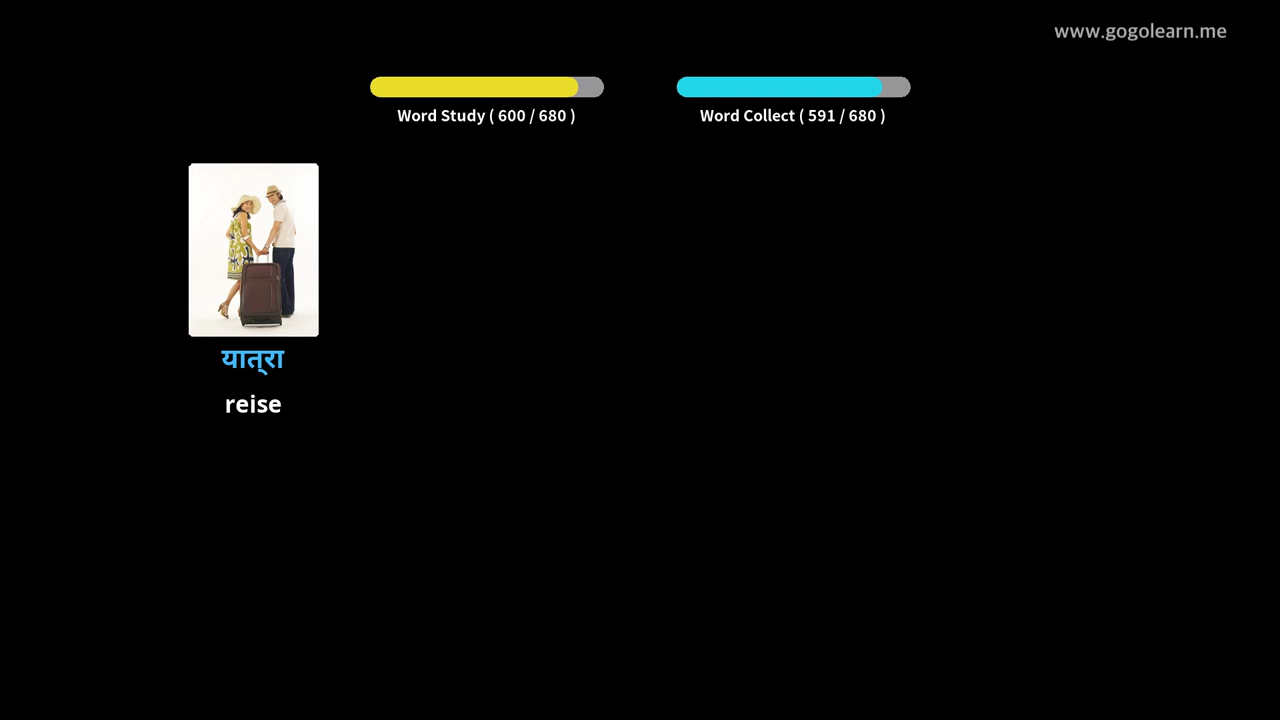 www.gogolearn.me
Word Study ( 600 / 680 )
Word Collect ( 591 / 680 )
यात्रा
reise